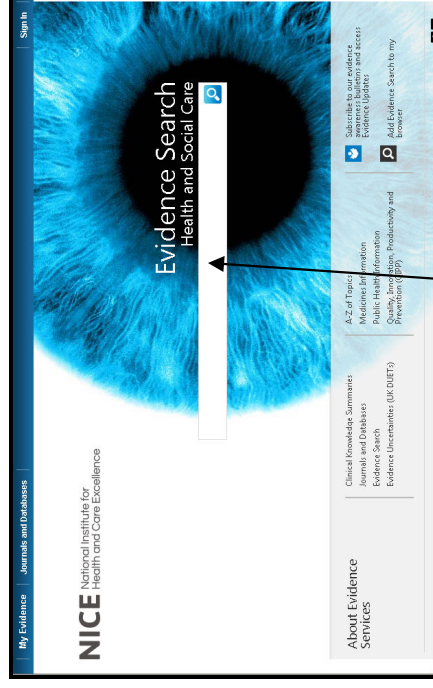 My Evidence
Journals and Databases
Sign In
NICE National Institute for
Health and Care Excellence
Evidence Search
Health and Social Care
About Evidence
Services
Clinical Knowledge Summaries
Journals and Databases
Evidence Search
Evidence Uncertainties (UK DUETs)
A-Z of Topics
Medicines Information
Public Health Information
Quality, Innovation, Productivity and
Prevention (QIPP)
Subscribe to our evidence
awareness bulletins and access
Evidence Updates
Add Evidence Search to my
browser